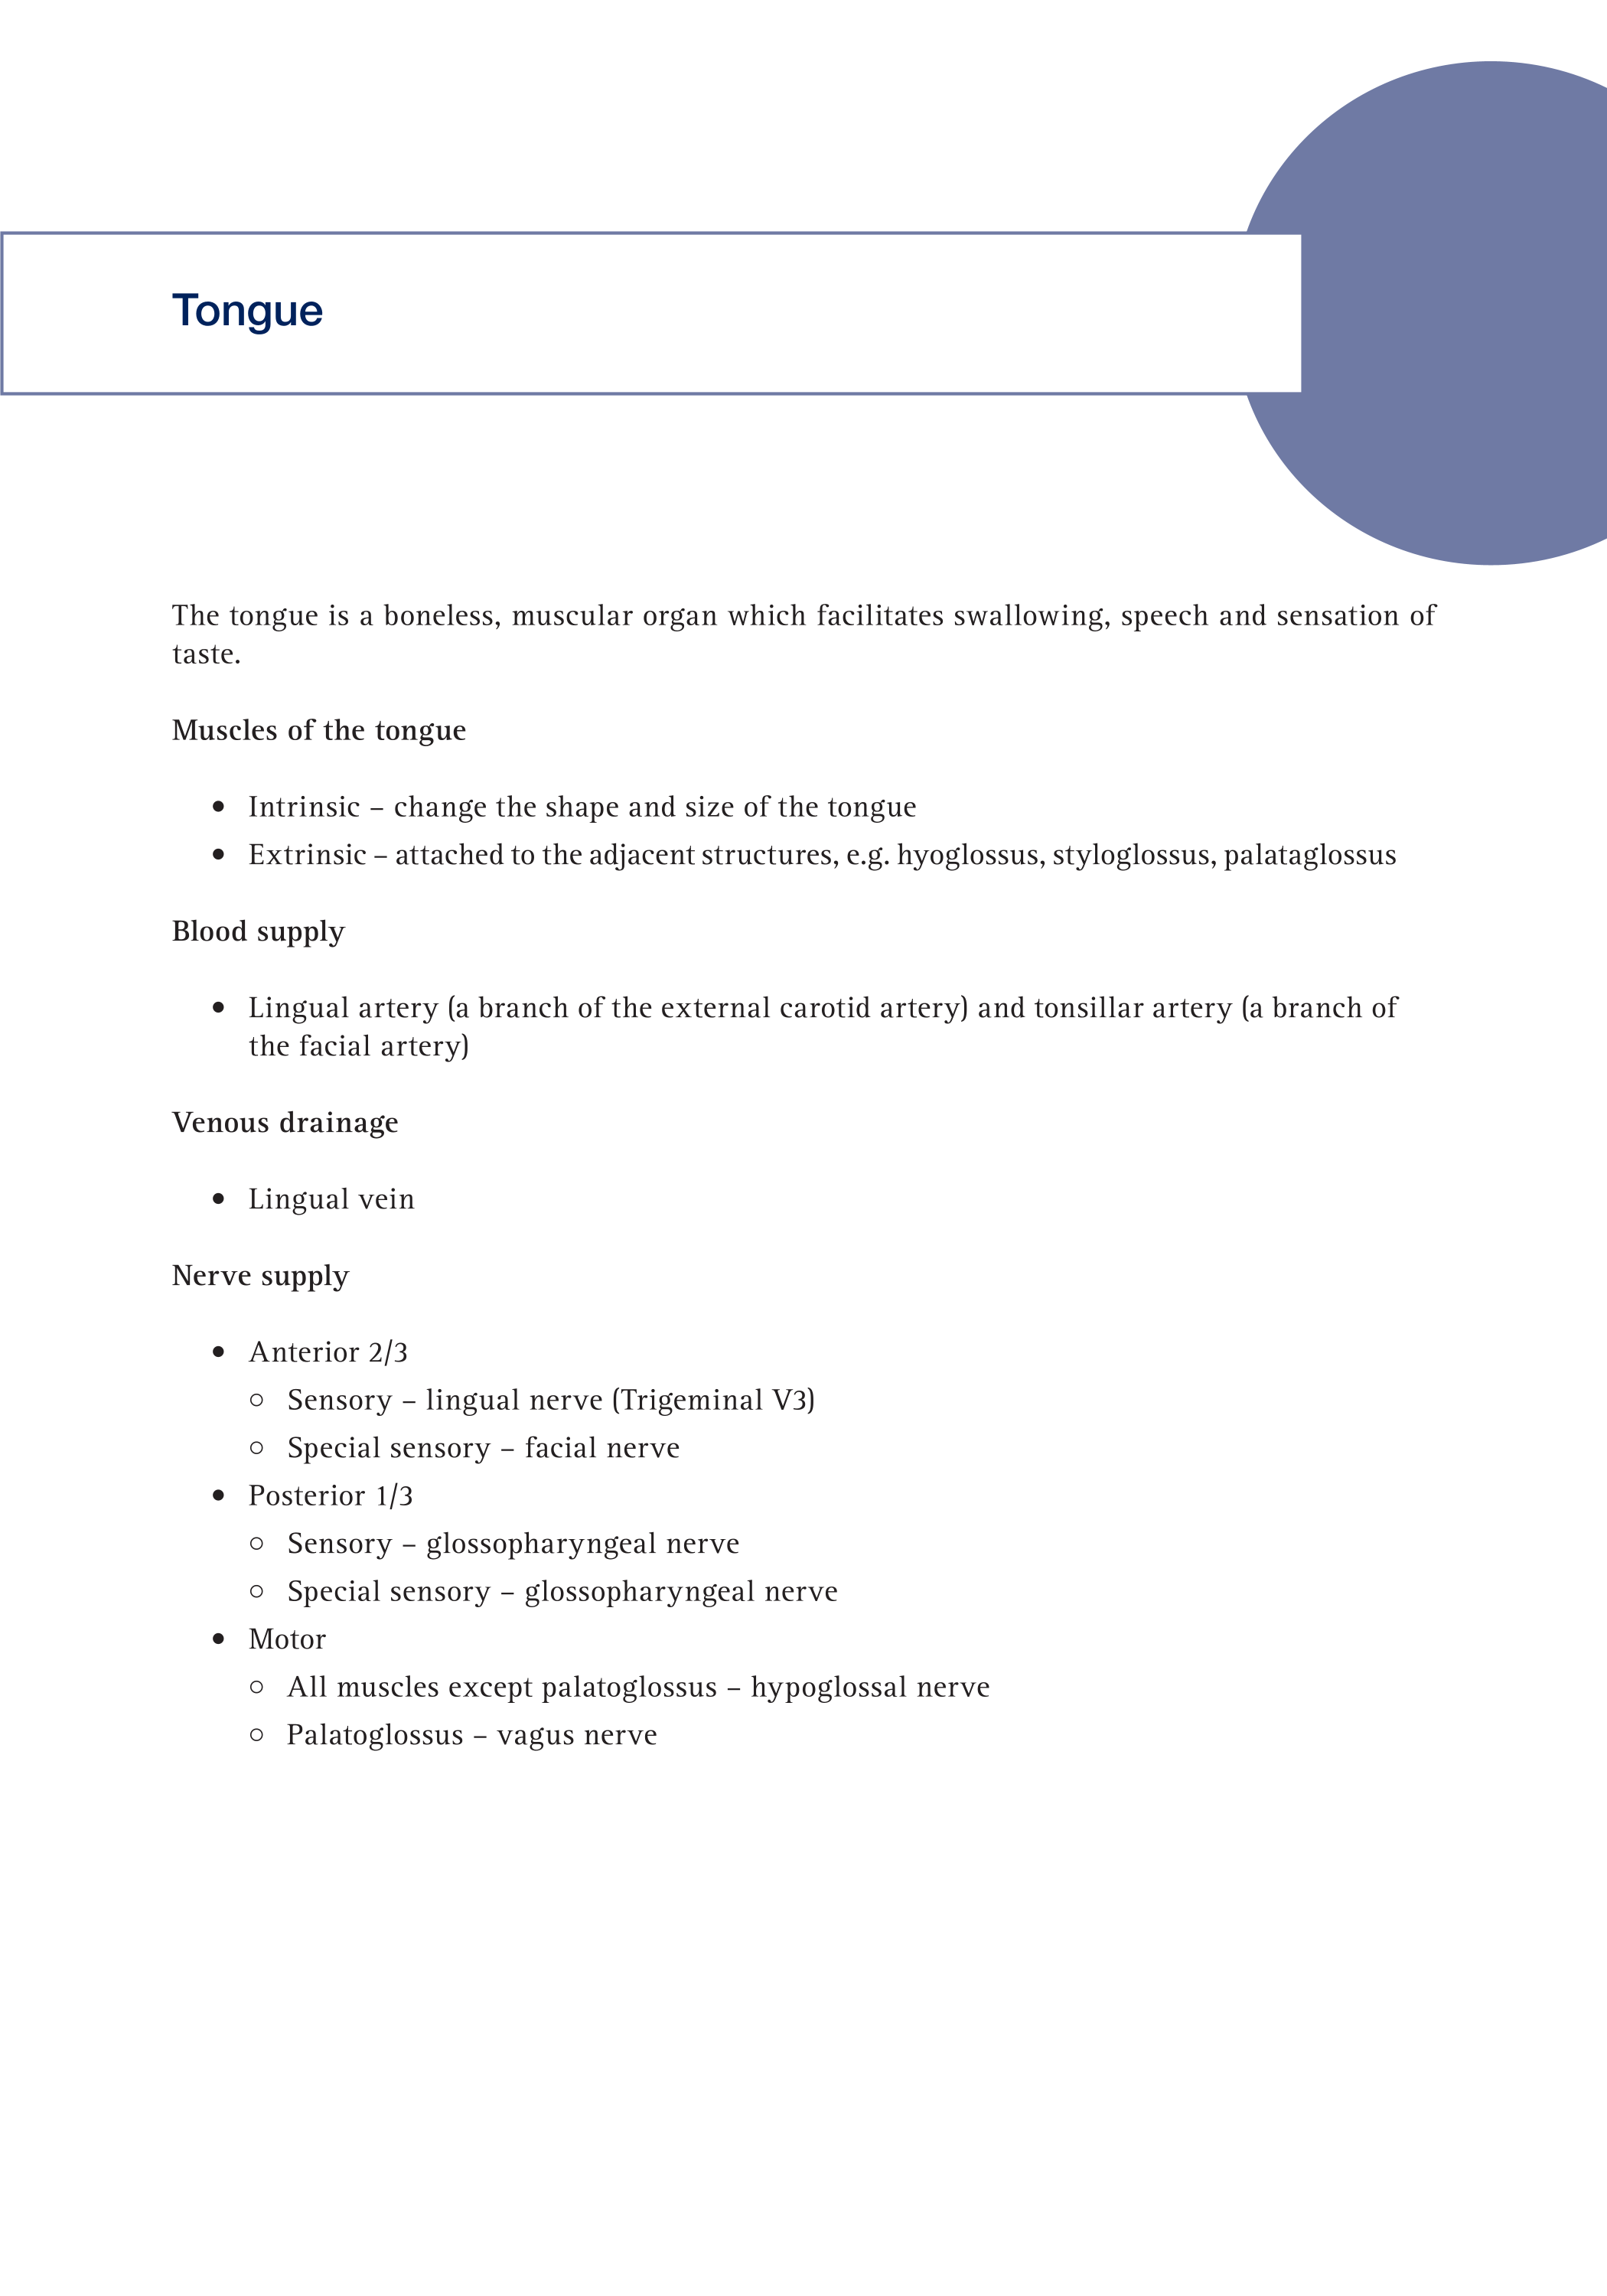 Tongue
The tongue is a boneless, muscular organ which facilitates swallowing, speech and sensation of
taste.
Muscles of the tongue
● Intrinsic – change the shape and size of the tongue
● Extrinsic – attached to the adjacent structures, e.g. hyoglossus, styloglossus, palataglossus
Blood supply
● Lingual artery (a branch of the external carotid artery) and tonsillar artery (a branch of
the facial artery)
Venous drainage
● Lingual vein
Nerve supply
● Anterior 2/3
○ Sensory – lingual nerve (Trigeminal V3)
○ Special sensory – facial nerve
● Posterior 1/3
○ Sensory – glossopharyngeal nerve
○ Special sensory – glossopharyngeal nerve
● Motor
○ All muscles except palatoglossus – hypoglossal nerve
○ Palatoglossus – vagus nerve